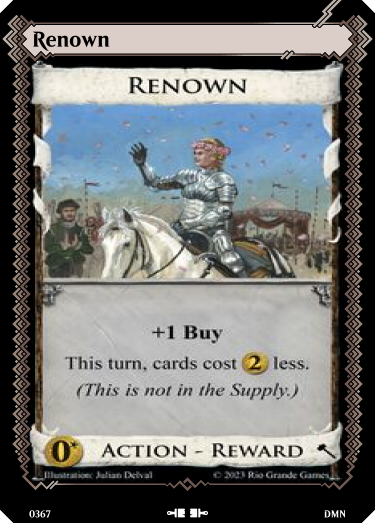 Renown
RENOWN
+1 Buy
This turn, cards cost 2 less.
(This is not in the Supply.)
0* ACTION - REWARD
Illustration: Julian Delval © 2023 Rio Grande Games
0367 DMN